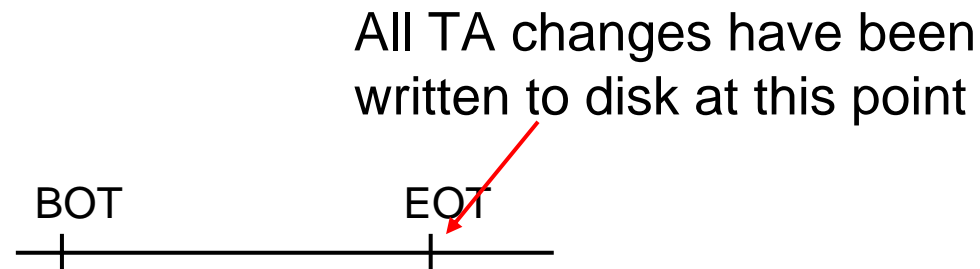 All TA changes have been
written to disk at this point
BOT EOT